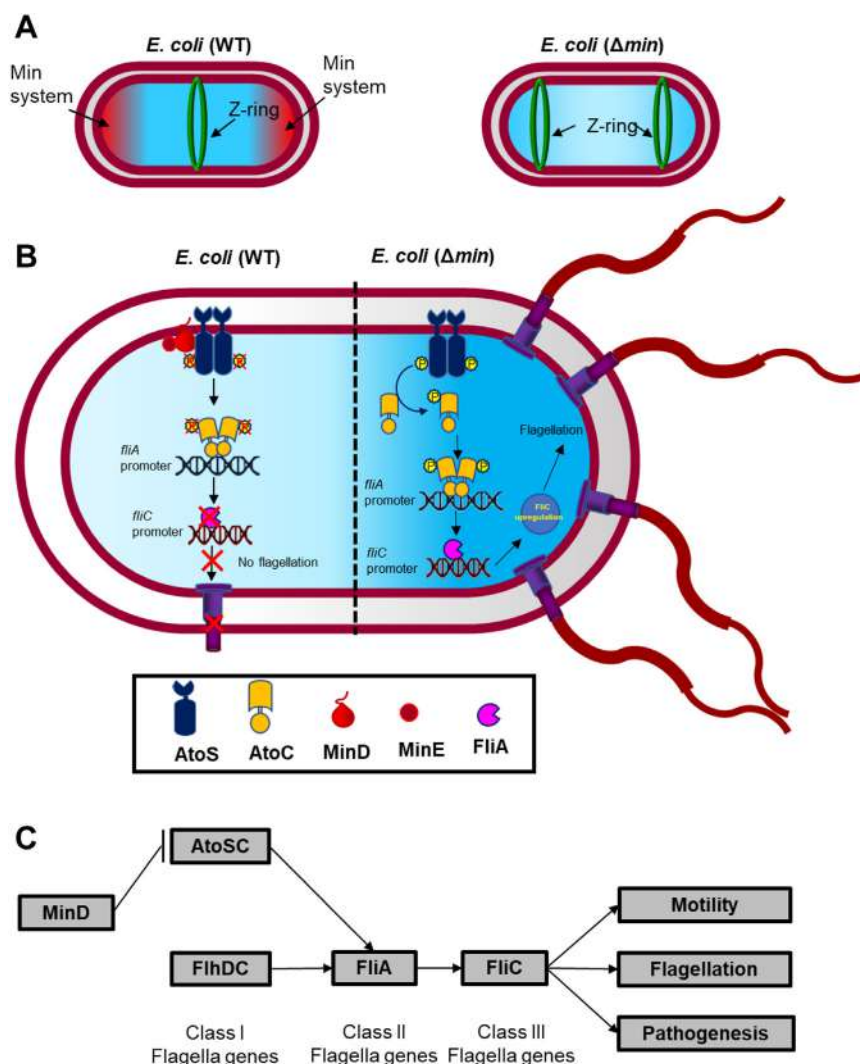 A
E. coli (WT)
E. coli (Δmin)
Min
system
Min
system
Z-ring
Z-ring
B
E. coli (WT)
E. coli (Δmin)
P
P
P
P
P
P
P
P
P
fliA
promoter
fliC
promoter
No flagellation
fliA
promoter
fliC
promoter
Flagellation
FliC
upregulation
AtoS
AtoC
MinD
MinE
FliA
C
AtoSC
MinD
Motility
FlhDC
FliA
FliC
Flagellation
Pathogenesis
Class I
Flagella genes
Class II
Flagella genes
Class III
Flagella genes